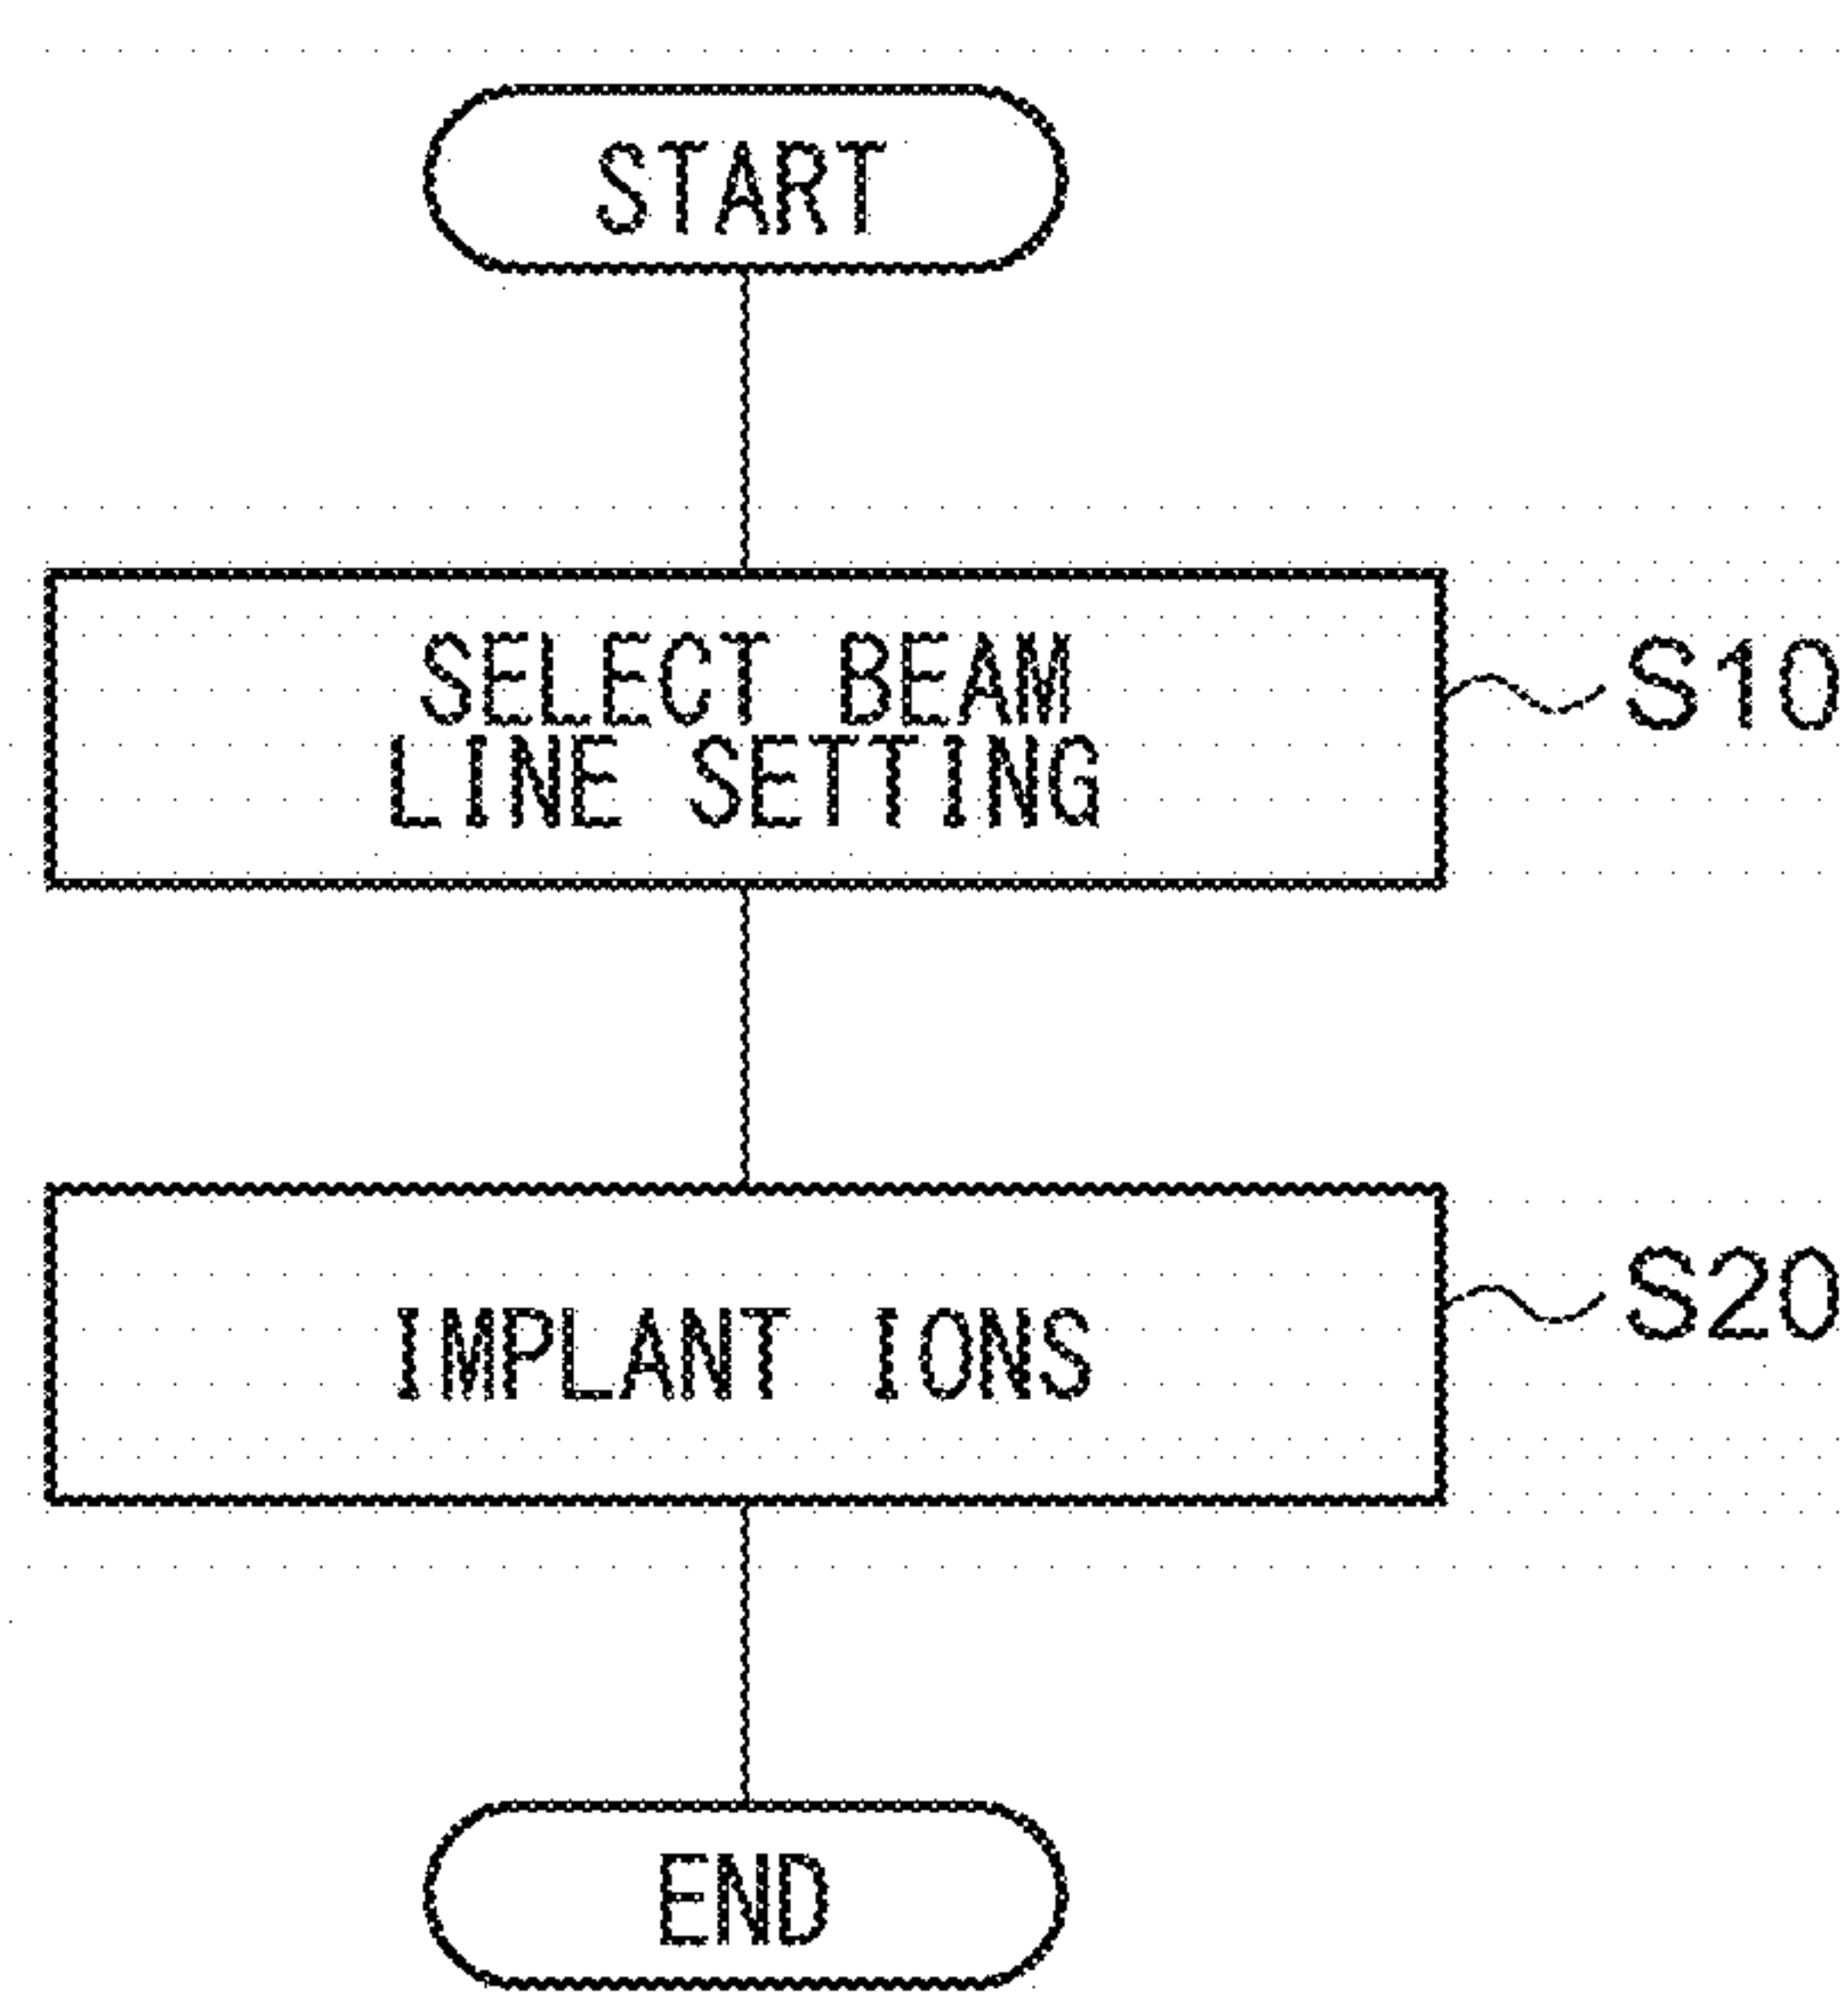 START
SELECT BEAM
LINE SETTING
S10
IMPLANT IONS
S20
END